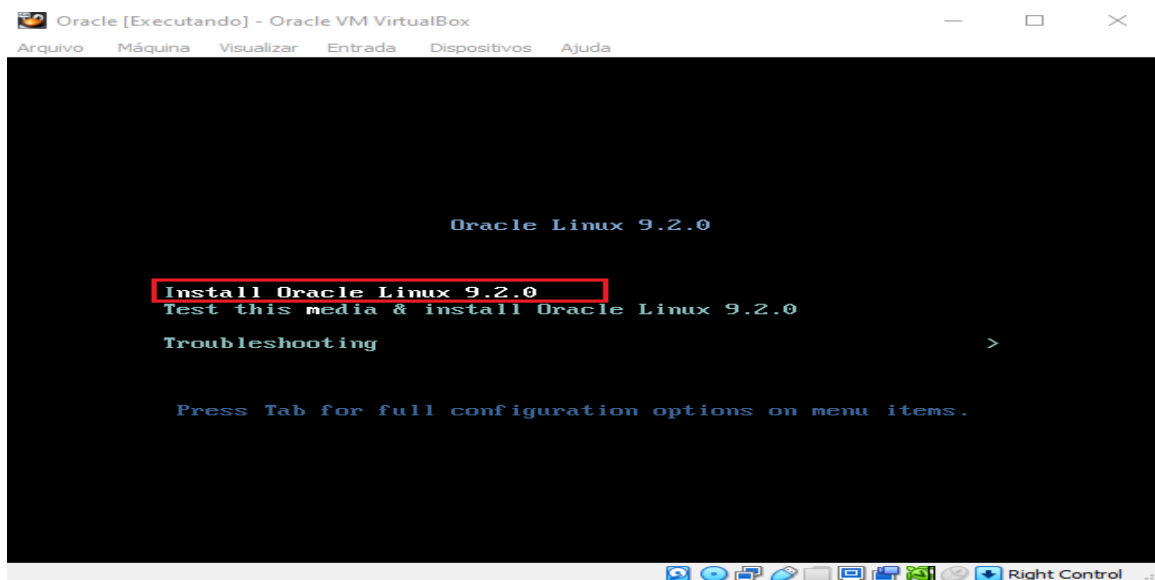 Oracle [Executando] - Oracle VM VirtualBox
Arquivo Máquina Visualizar Entrada Dispositivos Ajuda
Oracle Linux 9.2.0
Install Oracle Linux 9.2.0
Test this media & install Oracle Linux 9.2.0
Troubleshooting >
Press Tab for full configuration options on menu items.
Right Control